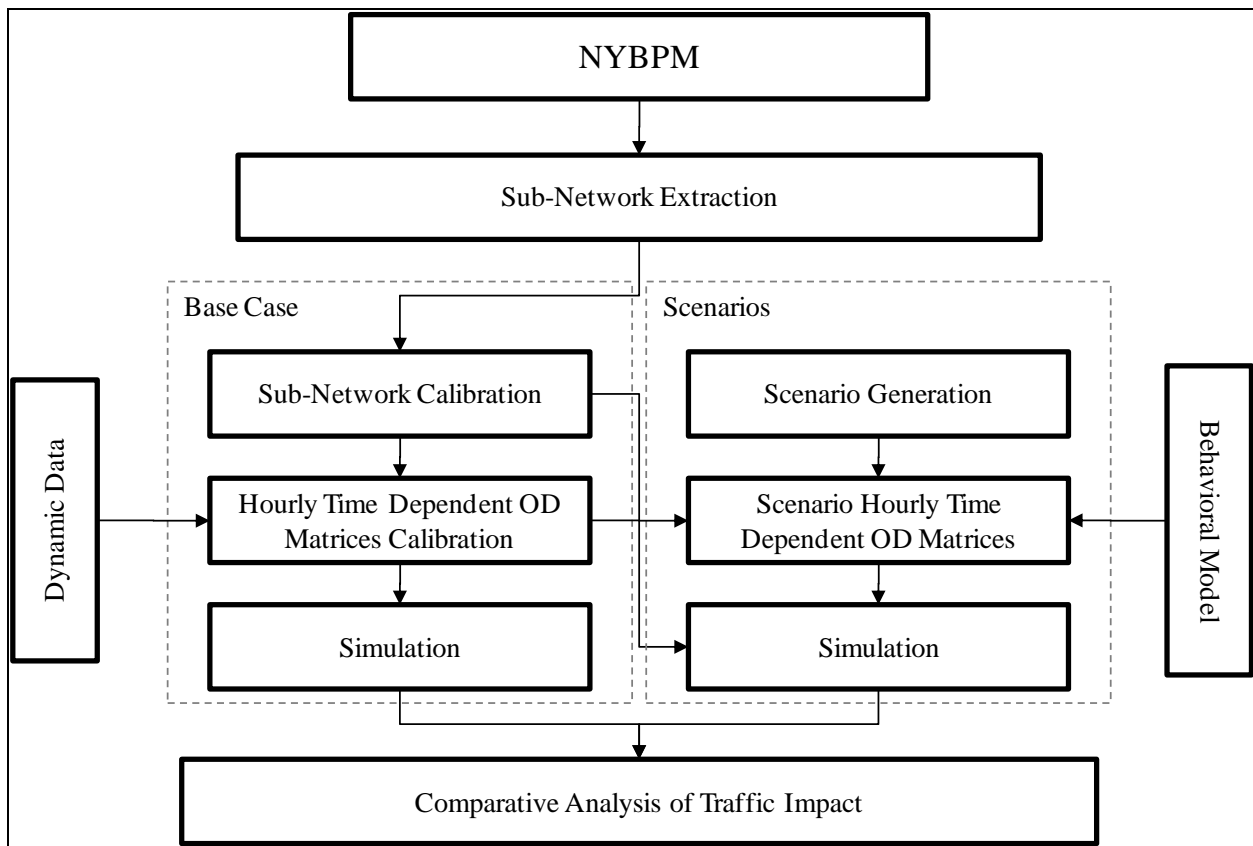 NYBPM
Sub-Network Extraction
Base Case
Scenarios
Sub-Network Calibration
Scenario Generation
Dynamic Data
Hourly Time Dependent OD
Matrices Calibration
Scenario Hourly Time
Dependent OD Matrices
Behavioral Model
Simulation
Simulation
Comparative Analysis of Traffic Impact